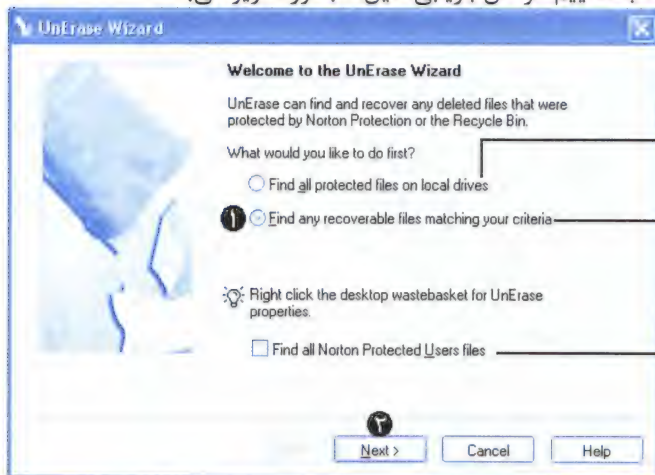 UnErase Wizard
Welcome to the UnErase Wizard
UnErase can find and recover any deleted files that were
protected by Norton Protection or the Recycle Bin.
What would you like to do first?
Find all protected files on local drives
۱ Find any recoverable files matching your criteria
Right click the desktop wastebasket for UnErase
properties.
Find all Norton Protected Users files
۲
Next > Cancel Help